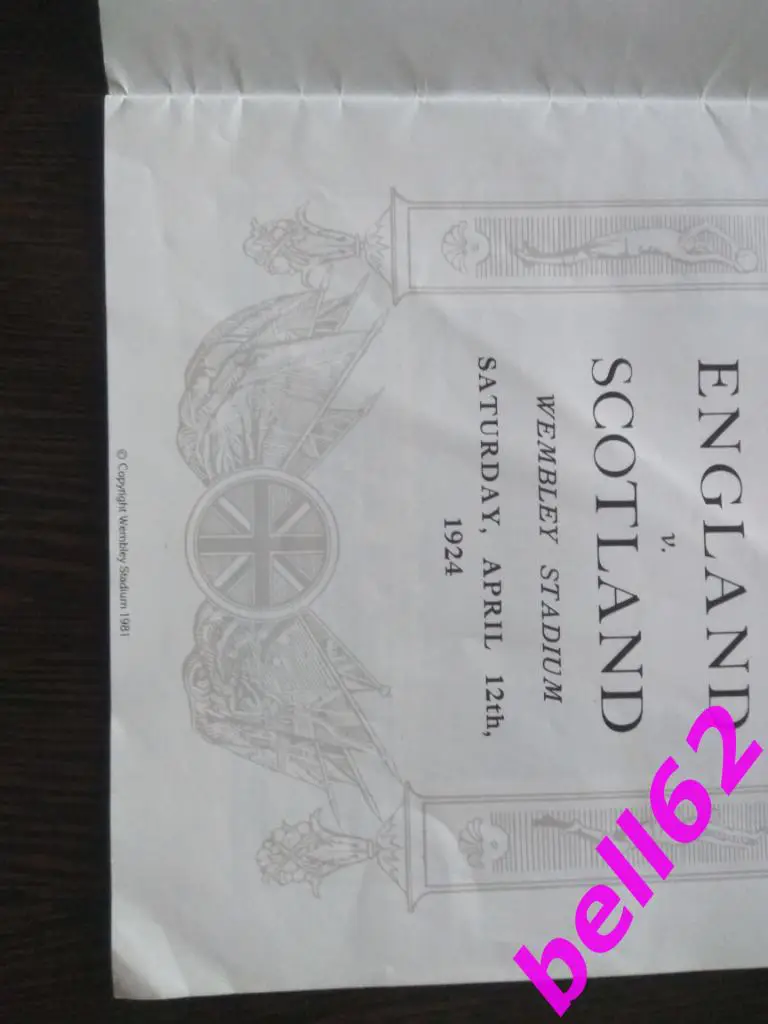 ENGLAND
v.
SCOTLAND
WEMBLEY STADIUM
SATURDAY, APRIL 12th,
1924
© Copyright Wembley Stadium 1981
bell62